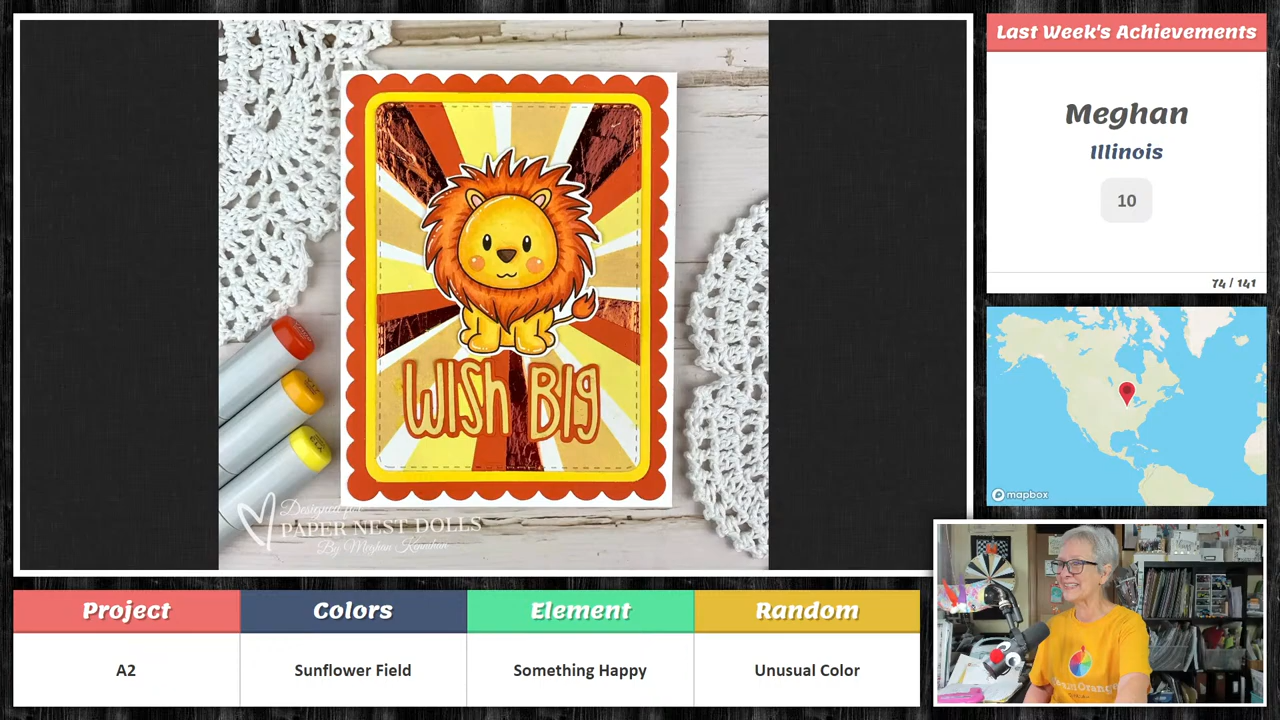 Last Week's Achievements
Meghan
Illinois
10
74 / 141
WISH BIG
Designed for
PAPER NEST DOLLS
mapbox
Project
Colors
Element
Random
A2
Sunflower Field
Something Happy
Unusual Color